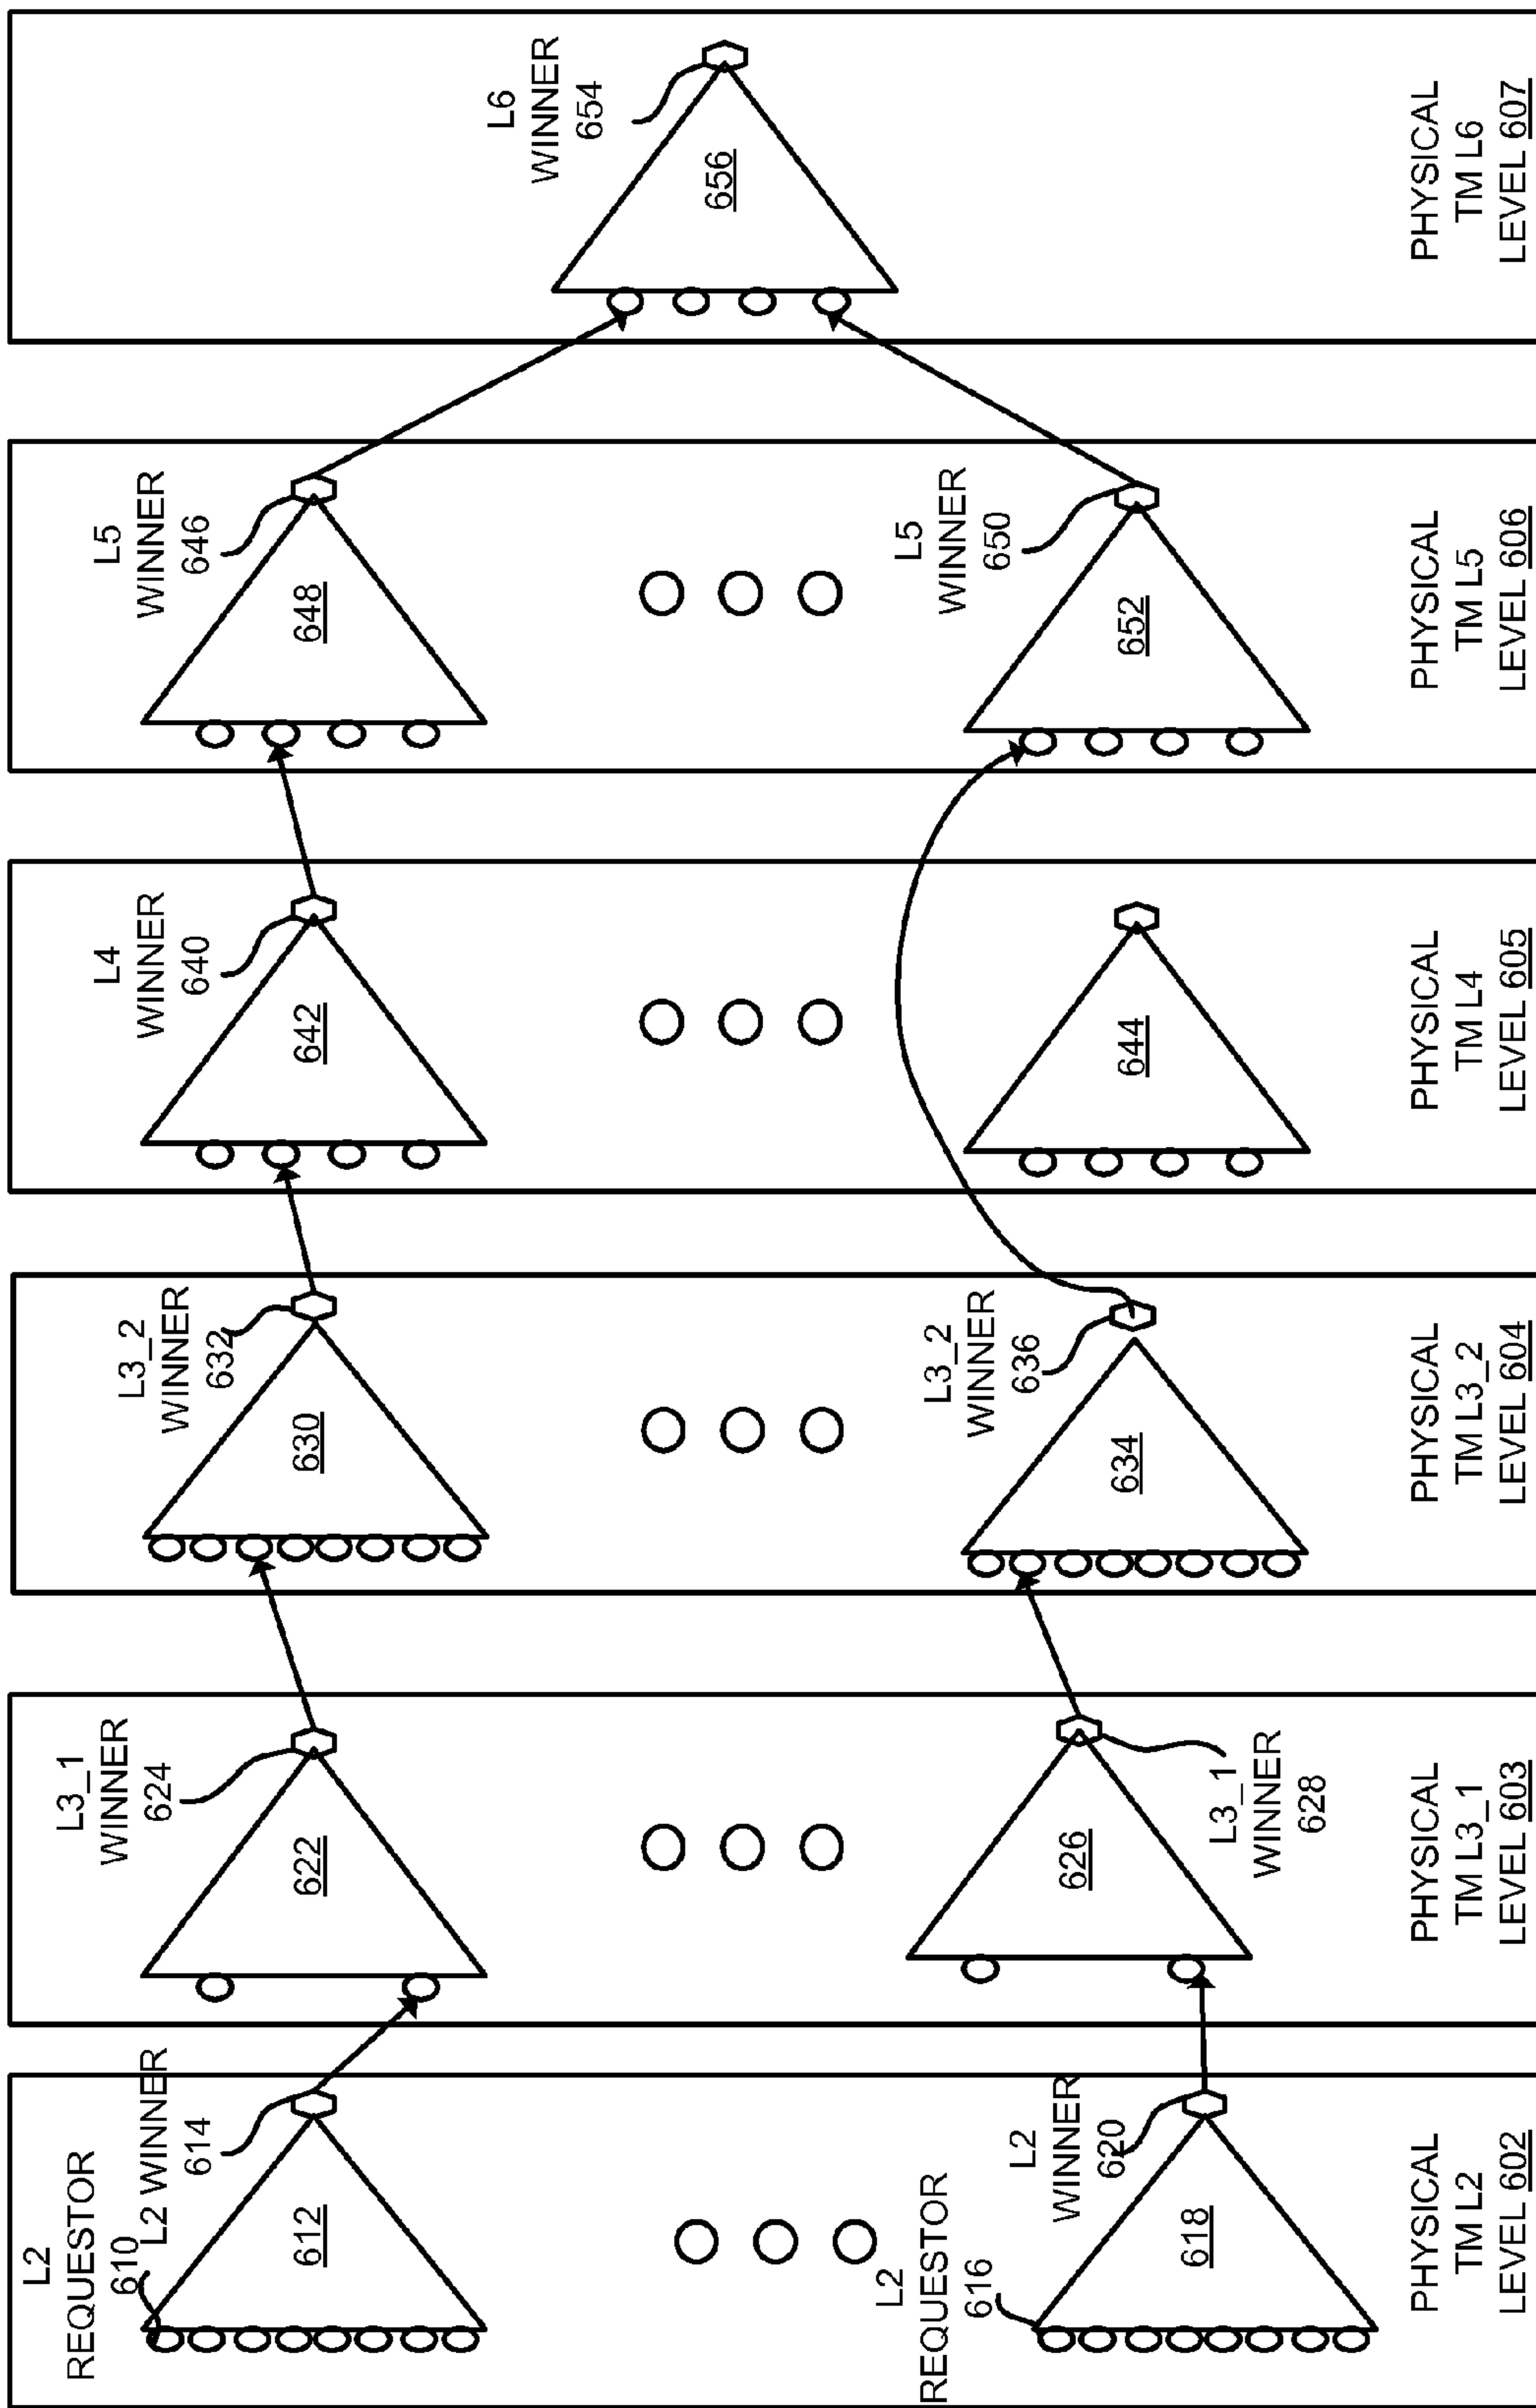 L2
REQUESTOR
610
L2 WINNER
614
612
L2
REQUESTOR
616
L2
WINNER
620
618
PHYSICAL
TM L2
LEVEL 602
L3_1
WINNER
624
622
626
L3_1
WINNER
628
PHYSICAL
TM L3_1
LEVEL 603
L3_2
WINNER
632
630
L3_2
WINNER
636
634
PHYSICAL
TM L3_2
LEVEL 604
L4
WINNER
640
642
644
PHYSICAL
TM L4
LEVEL 605
L5
WINNER
646
648
L5
WINNER
650
652
PHYSICAL
TM L5
LEVEL 606
L6
WINNER
654
656
PHYSICAL
TM L6
LEVEL 607